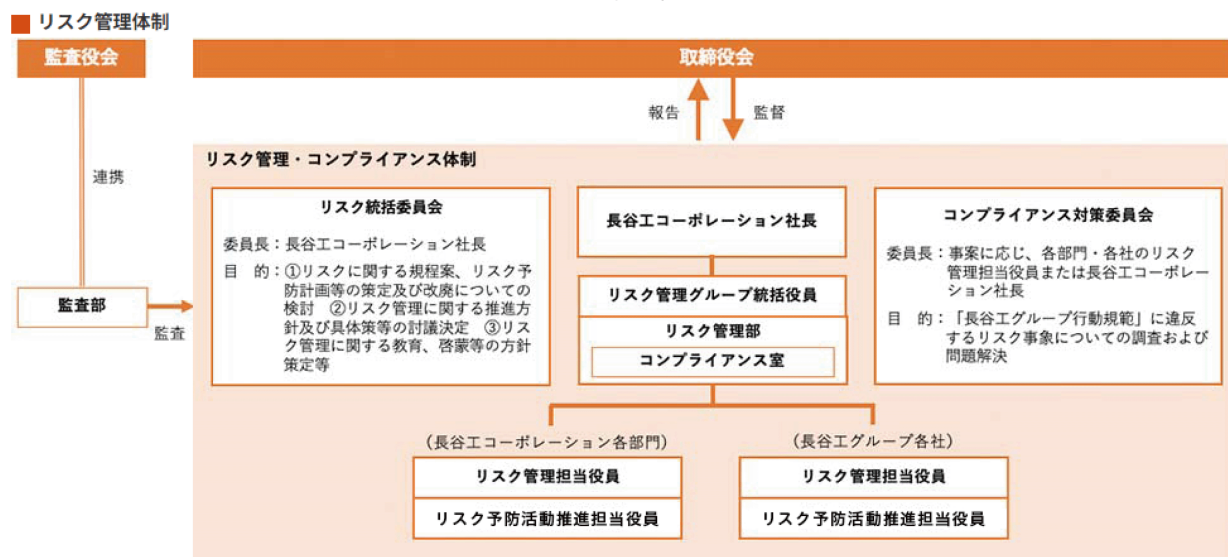 リスク管理体制
監査役会
取締役会
報告
監督
連携
監査部
監査
リスク管理・コンプライアンス体制
リスク統括委員会
委員長：長谷工コーポレーション社長
目　的：①リスクに関する規程案、リスク予
防計画等の策定及び改廃についての
検討　②リスク管理に関する推進方
針及び具体策等の討議決定　③リス
ク管理に関する教育、啓蒙等の方針
策定等
長谷工コーポレーション社長
リスク管理グループ統括役員
リスク管理部
コンプライアンス室
コンプライアンス対策委員会
委員長：事案に応じ、各部門・各社のリスク
管理担当役員または長谷工コーポレー
ション社長
目　的：「長谷工グループ行動規範」に違反
するリスク事象についての調査および
問題解決
（長谷工コーポレーション各部門）
リスク管理担当役員
リスク予防活動推進担当役員
（長谷工グループ各社）
リスク管理担当役員
リスク予防活動推進担当役員